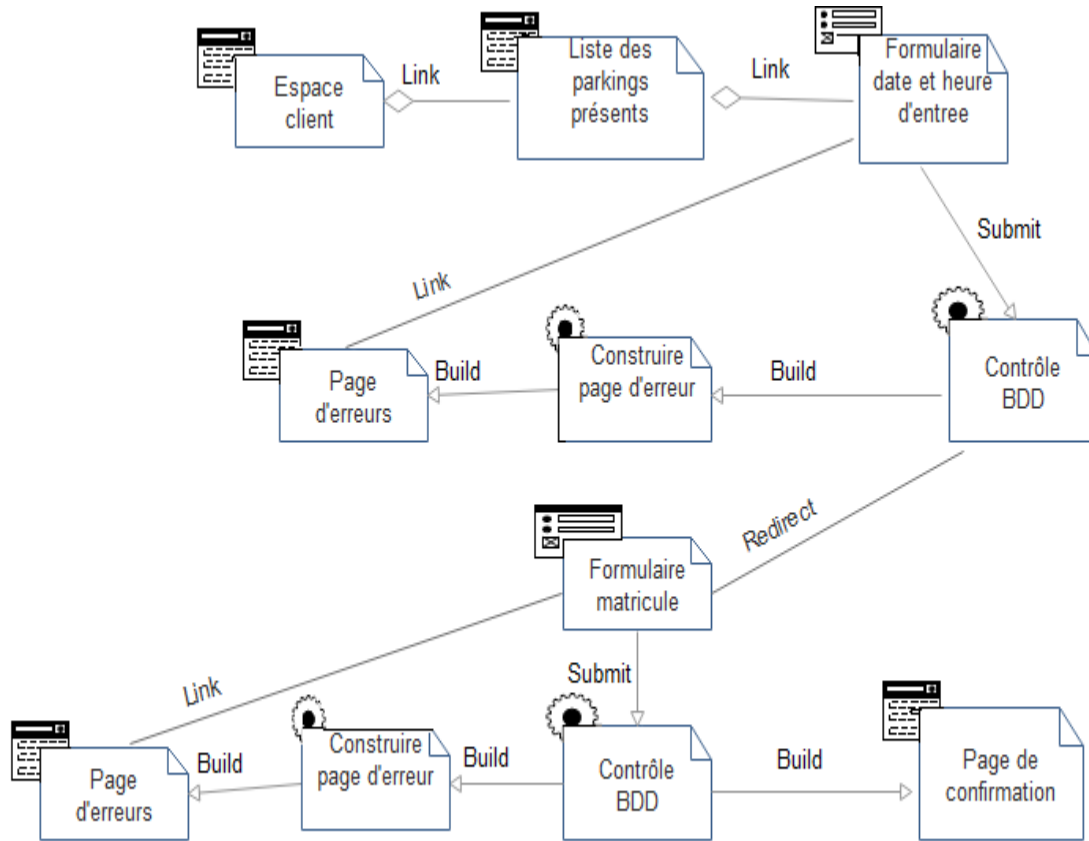 Espace
client
Link
Liste des
parkings
présents
Link
Formulaire
date et heure
d'entree
Submit
Link
Page
d'erreurs
Build
Construire
page d'erreur
Build
Contrôle
BDD
Redirect
Formulaire
matricule
Submit
Link
Page
d'erreurs
Build
Construire
page d'erreur
Build
Contrôle
BDD
Build
Page de
confirmation